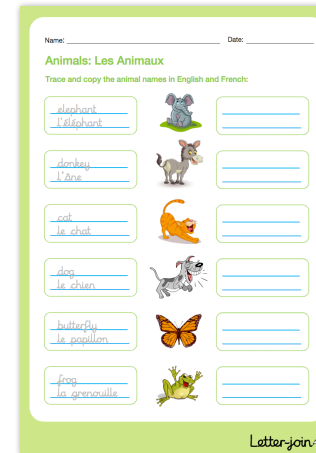 Name: Date:
Animals: Les Animaux
Trace and copy the animal names in English and French:
elephant
l'éléphant
donkey
l'âne
cat
le chat
dog
le chien
butterfly
le papillon
frog
la grenouille
Letter-join